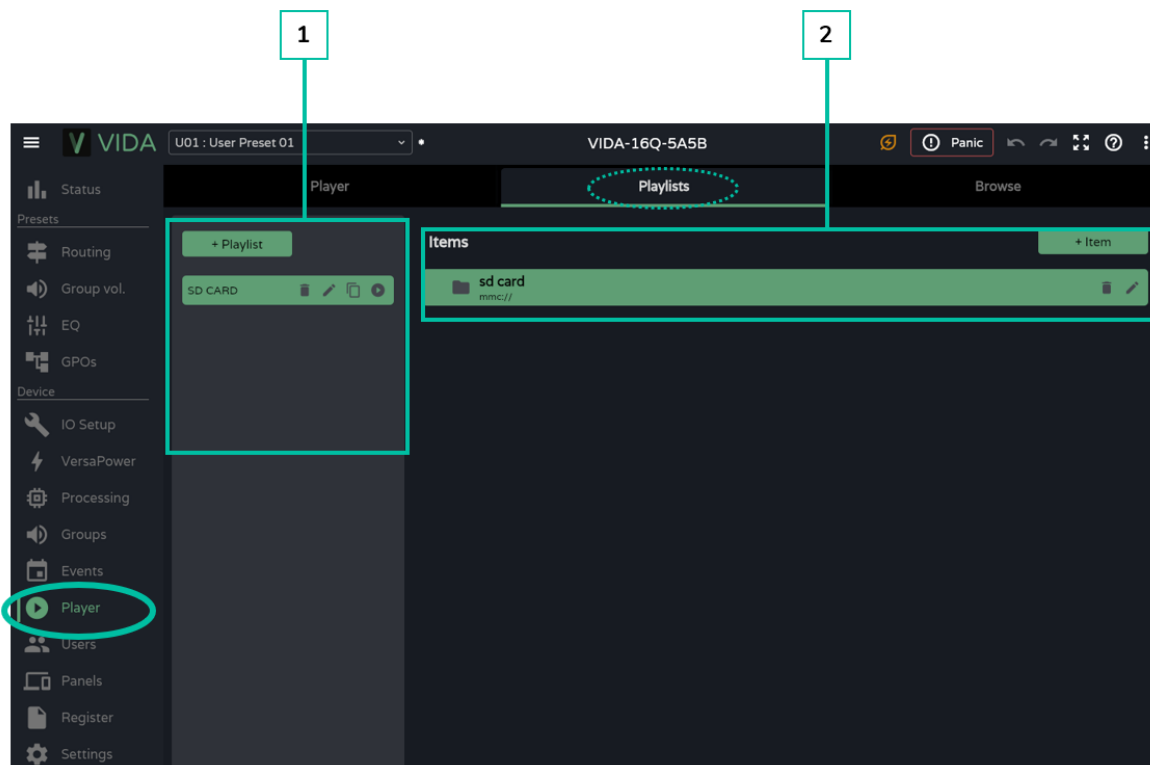 1
2
VIDA
U01 : User Preset 01
VIDA-16Q-5A5B
Panic
Status
Presets
Routing
Group vol.
EQ
GPOs
Device
IO Setup
VersaPower
Processing
Groups
Events
Player
Users
Panels
Register
Settings
Player
Playlists
Browse
+ Playlist
SD CARD
Items
+ Item
sd card
mmc://